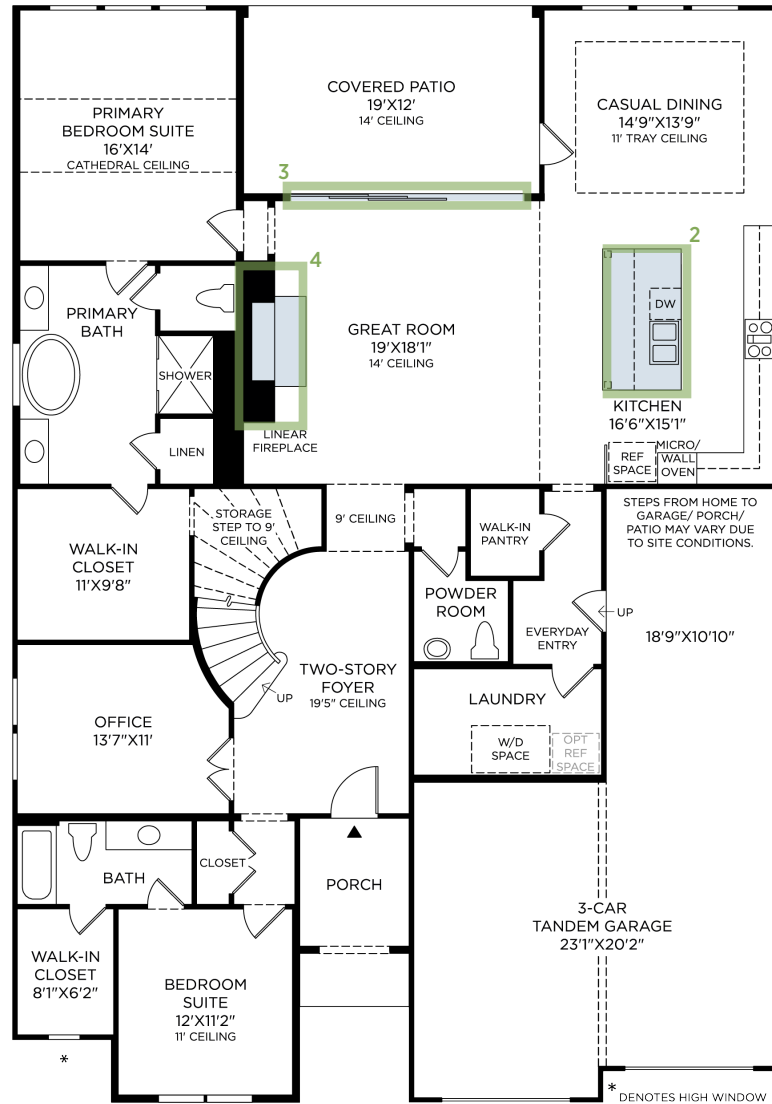 COVERED PATIO
19'X12'
14' CEILING
CASUAL DINING
14'9"X13'9"
11' TRAY CEILING
PRIMARY
BEDROOM SUITE
16'X14'
CATHEDRAL CEILING
3
2
4
PRIMARY
BATH
DW
GREAT ROOM
19'X18'1"
14' CEILING
SHOWER
KITCHEN
16'6"X15'1"
LINEN
LINEAR
FIREPLACE
REF
SPACE
MICRO/
WALL
OVEN
STORAGE
STEP TO 9'
CEILING
9' CEILING
WALK-IN
PANTRY
STEPS FROM HOME TO
GARAGE/ PORCH/
PATIO MAY VARY DUE
TO SITE CONDITIONS.
WALK-IN
CLOSET
11'X9'8"
POWDER
ROOM
EVERYDAY
ENTRY
UP
18'9"X10'10"
TWO-STORY
FOYER
19'5" CEILING
UP
LAUNDRY
W/D
SPACE
OPT
REF
SPACE
OFFICE
13'7"X11'
CLOSET
BATH
PORCH
3-CAR
TANDEM GARAGE
23'1"X20'2"
WALK-IN
CLOSET
8'1"X6'2"
BEDROOM
SUITE
12'X11'2"
11' CEILING
*
* DENOTES HIGH WINDOW